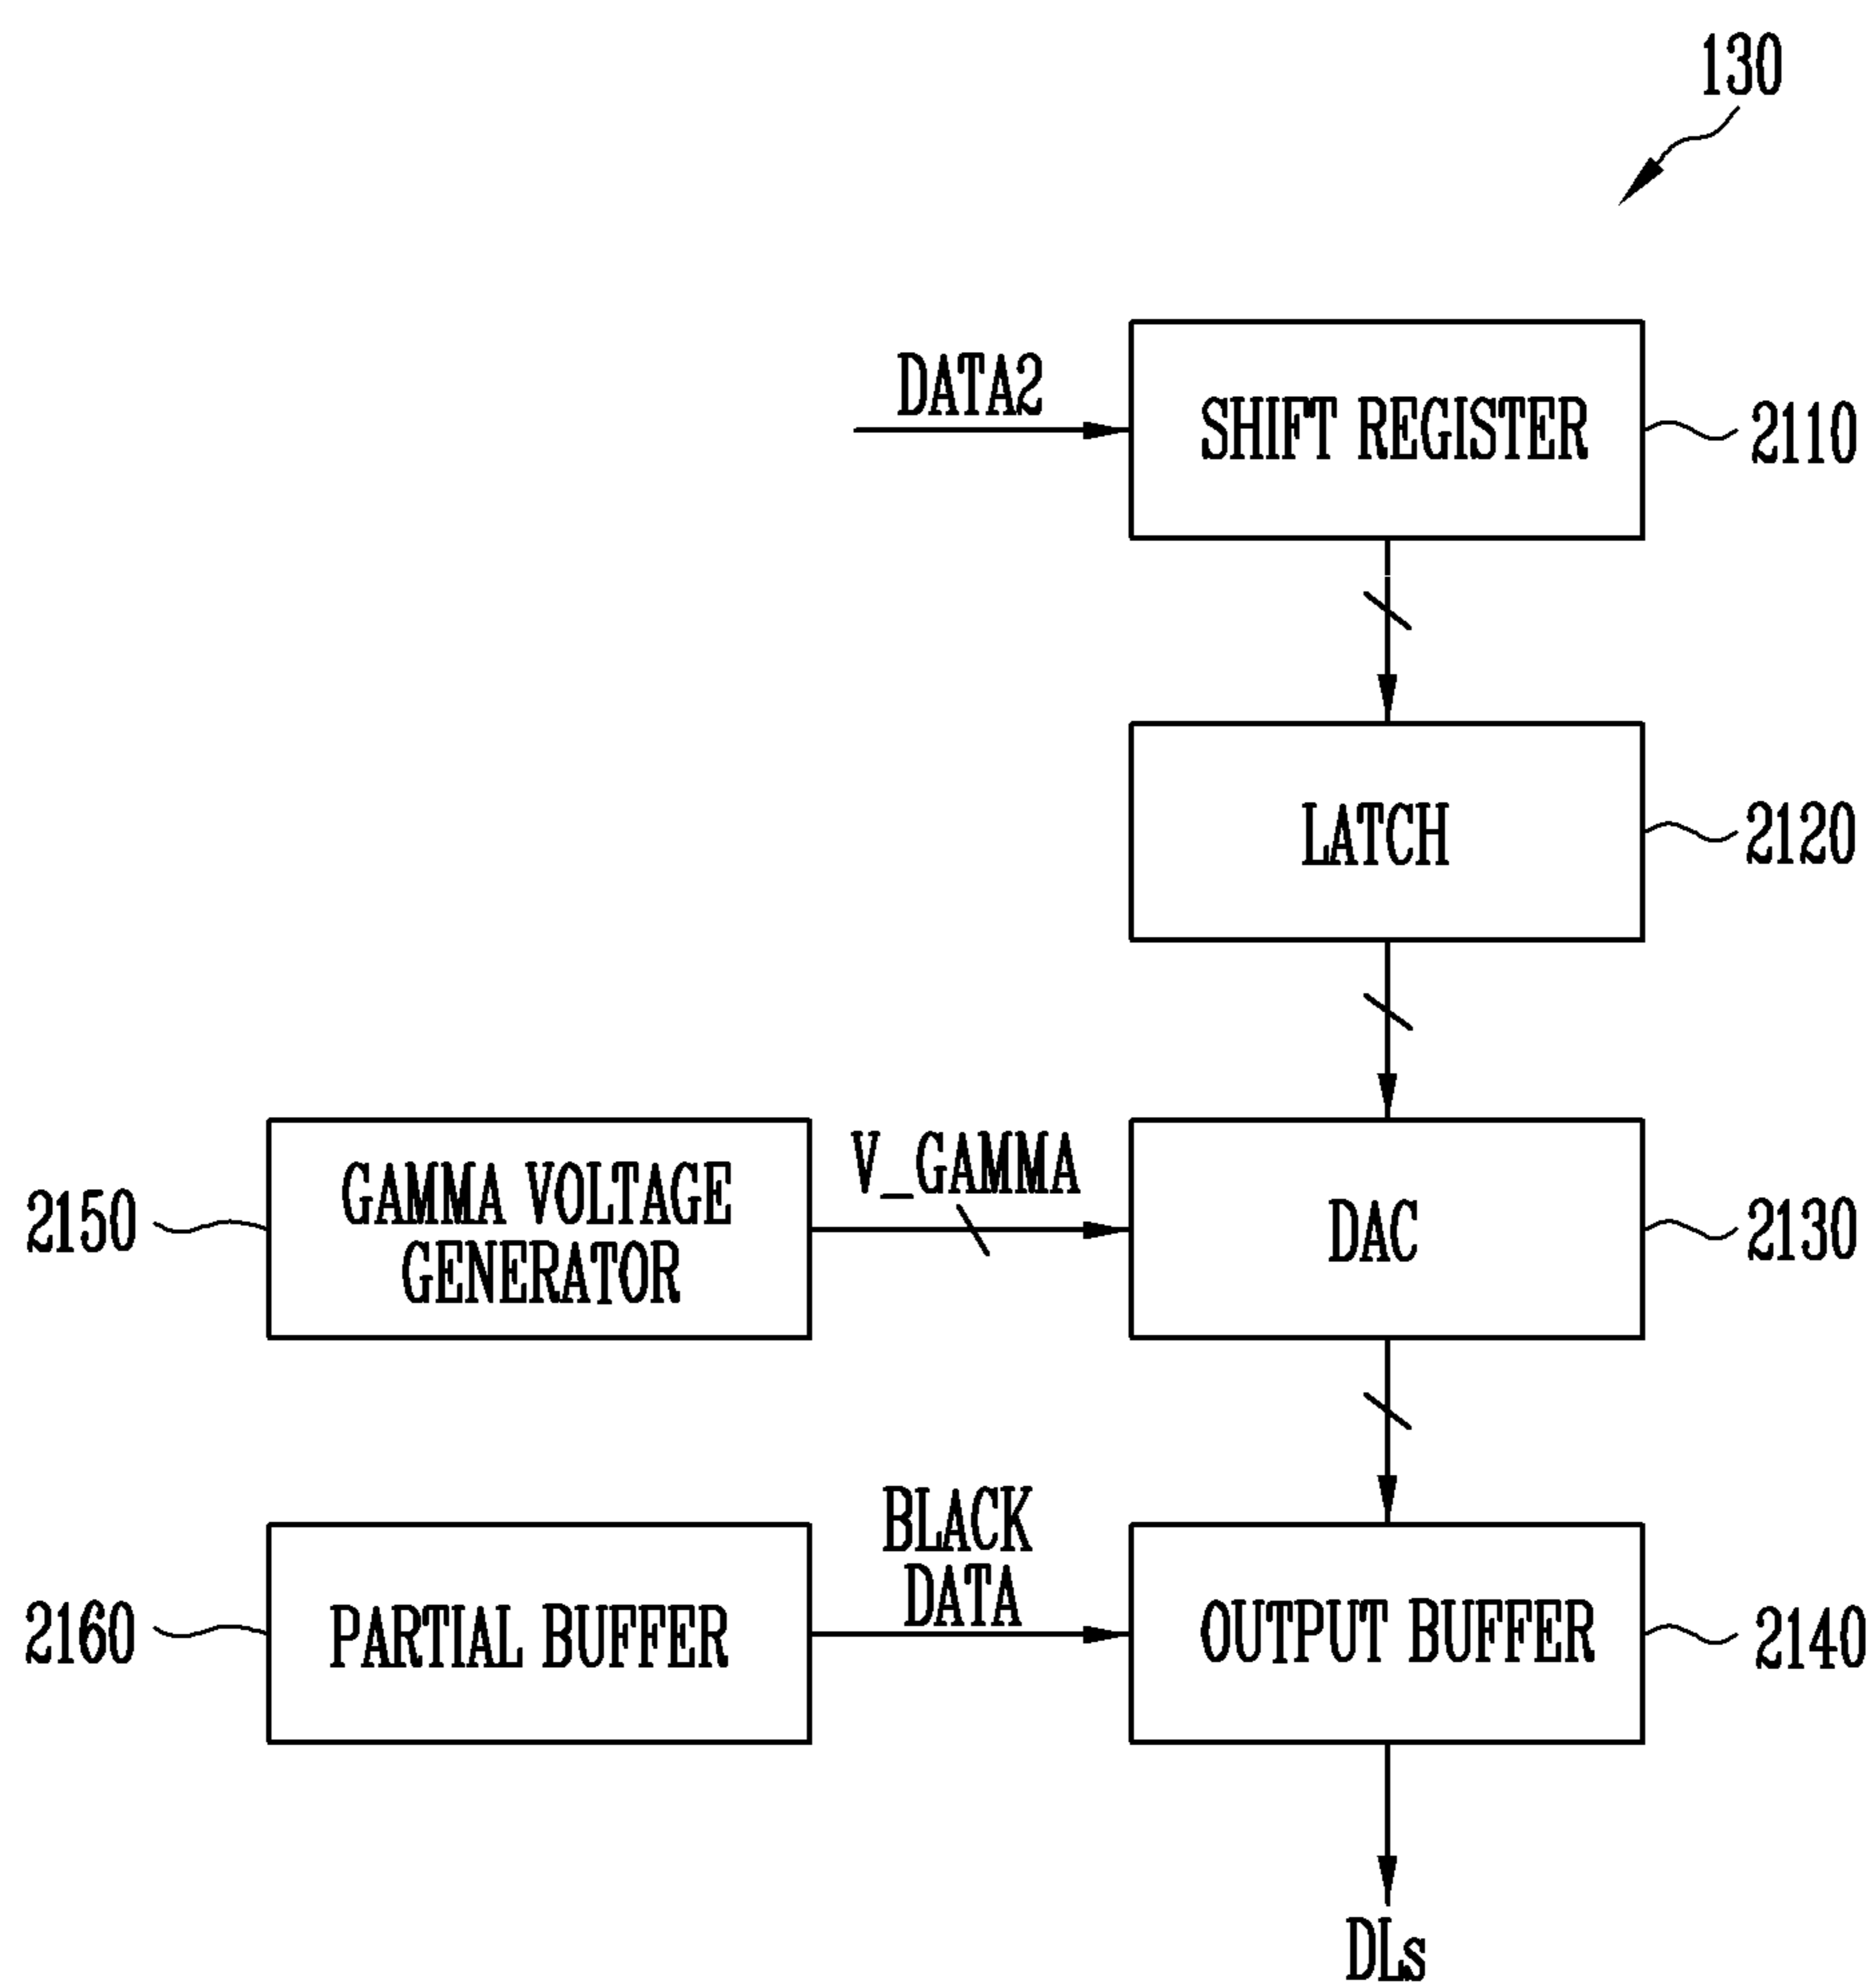 130
DATA2
SHIFT REGISTER
2110
LATCH
2120
2150
GAMMA VOLTAGE
GENERATOR
V_GAMMA
DAC
2130
2160
PARTIAL BUFFER
BLACK
DATA
OUTPUT BUFFER
2140
DLs